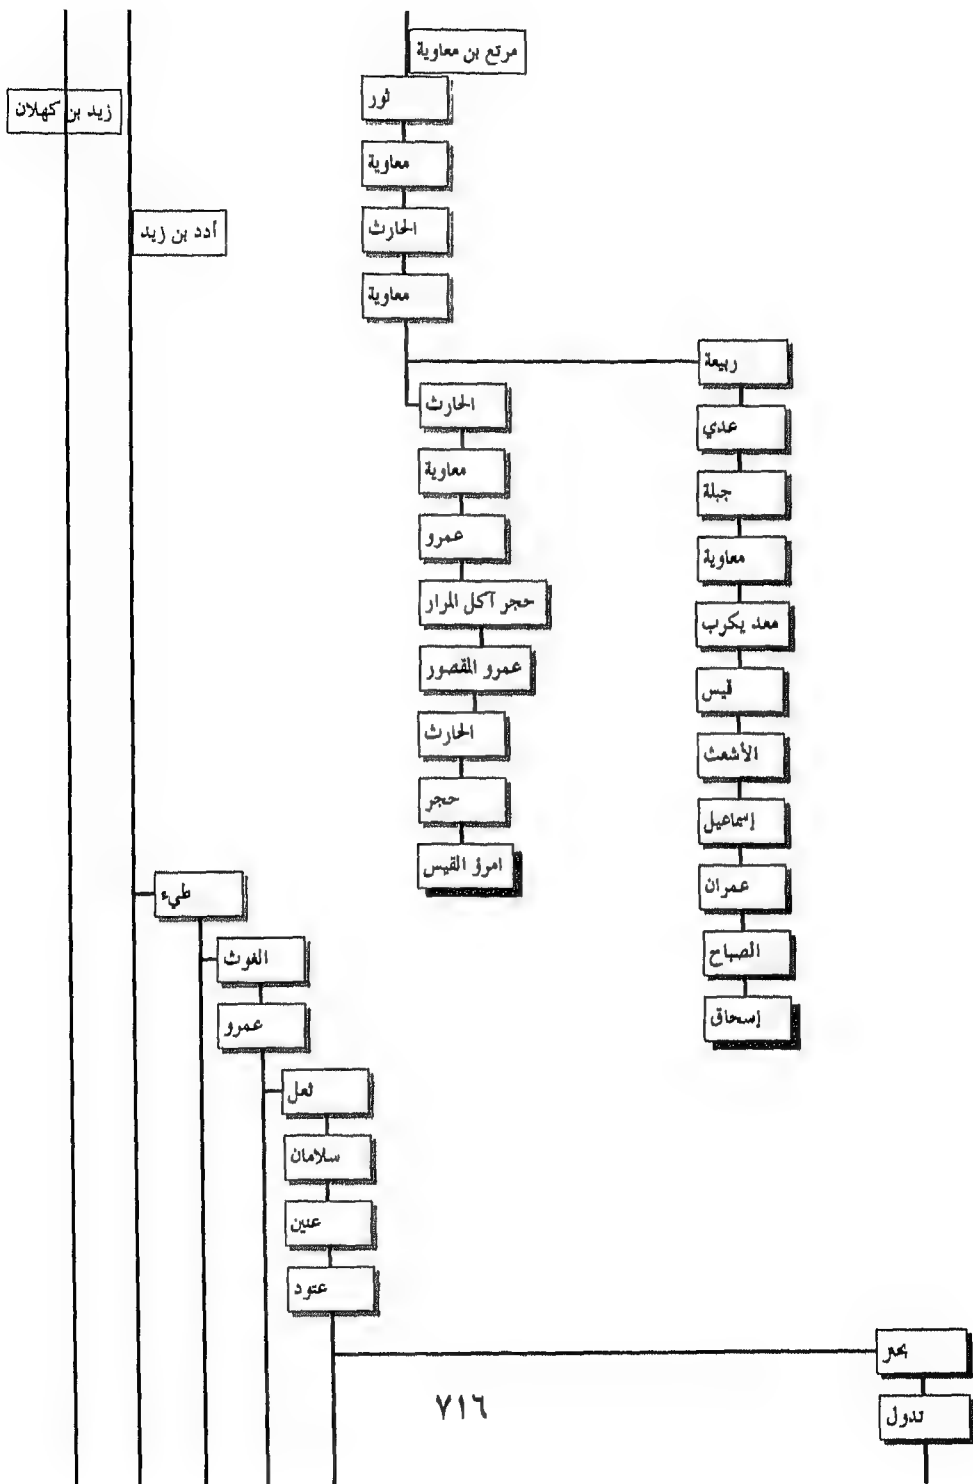 مرتع بن معاوية
ثور
زيد بن كهلان
معاوية
الحارث
أدد بن زيد
معاوية
ربيعة
الحارث
عدي
معاوية
جبلة
عمرو
معاوية
حجر آكل المرار
معد يكرب
عمرو المقصور
قيس
الحارث
الأشعث
حجر
إسماعيل
امرؤ القيس
عمران
طيء
الصباح
الغوث
إسحاق
عمرو
ثعل
سلامان
عنين
عتود
بحتر
تدول
٧١٦